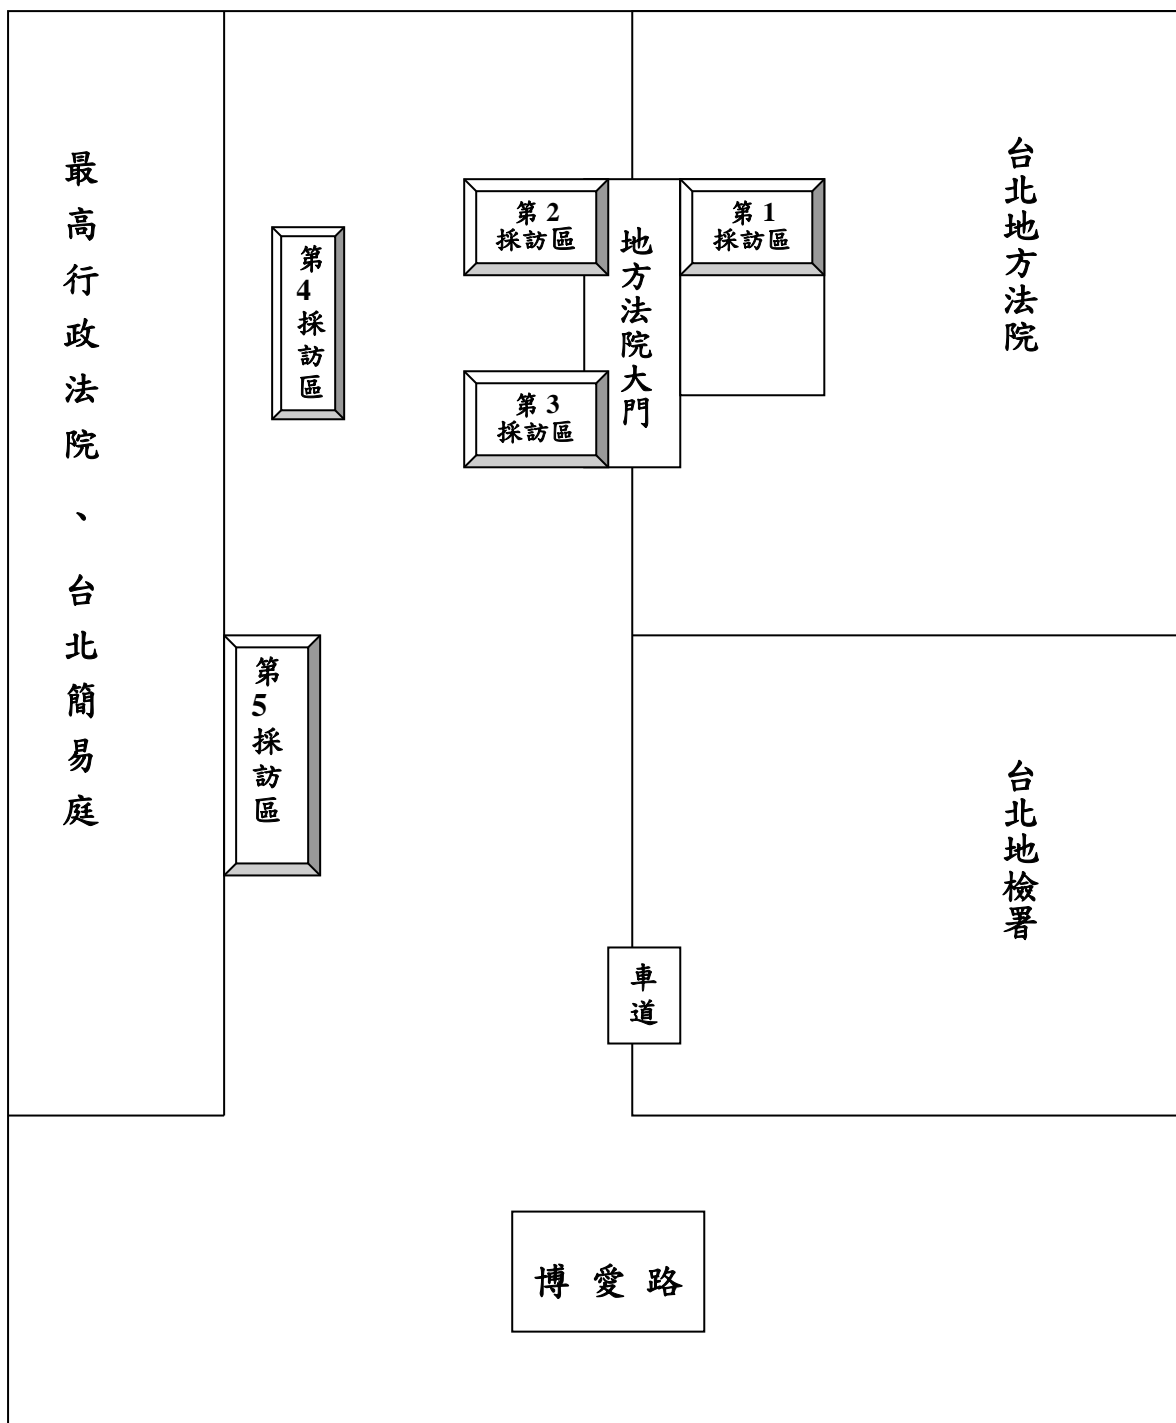 最高行政法院、台北簡易庭
第4採訪區
第5採訪區
第 2
採訪區
第 3
採訪區
地方法院大門
第 1
採訪區
台北地方法院
台北地檢署
車道
博愛路